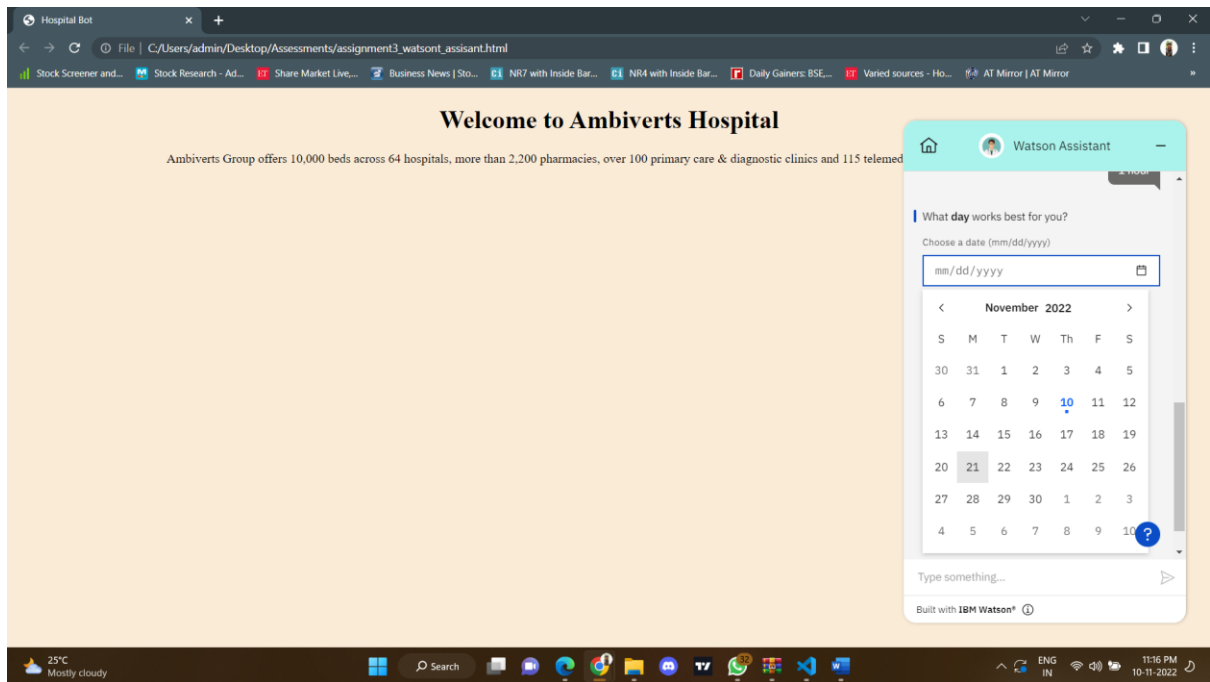 Hospital Bot
File | C:/Users/admin/Desktop/Assessments/assignment3_watsont_assisant.html
Stock Screener and... Stock Research - Ad... Share Market Live,... Business News | Sto... NR7 with Inside Bar... NR4 with Inside Bar... Daily Gainers: BSE,... Varied sources - Ho... AT Mirror | AT Mirror
Welcome to Ambiverts Hospital
Ambiverts Group offers 10,000 beds across 64 hospitals, more than 2,200 pharmacies, over 100 primary care & diagnostic clinics and 115 telemed
Watson Assistant
1 hour
What day works best for you?
Choose a date (mm/dd/yyyy)
mm/dd/yyyy
November 2022
S M T W Th F S
30 31 1 2 3 4 5
6 7 8 9 10 11 12
13 14 15 16 17 18 19
20 21 22 23 24 25 26
27 28 29 30 1 2 3
4 5 6 7 8 9 10
?
Type something...
Built with IBM Watson®
25°C
Mostly cloudy
Search
ENG
IN
11:16 PM
10-11-2022